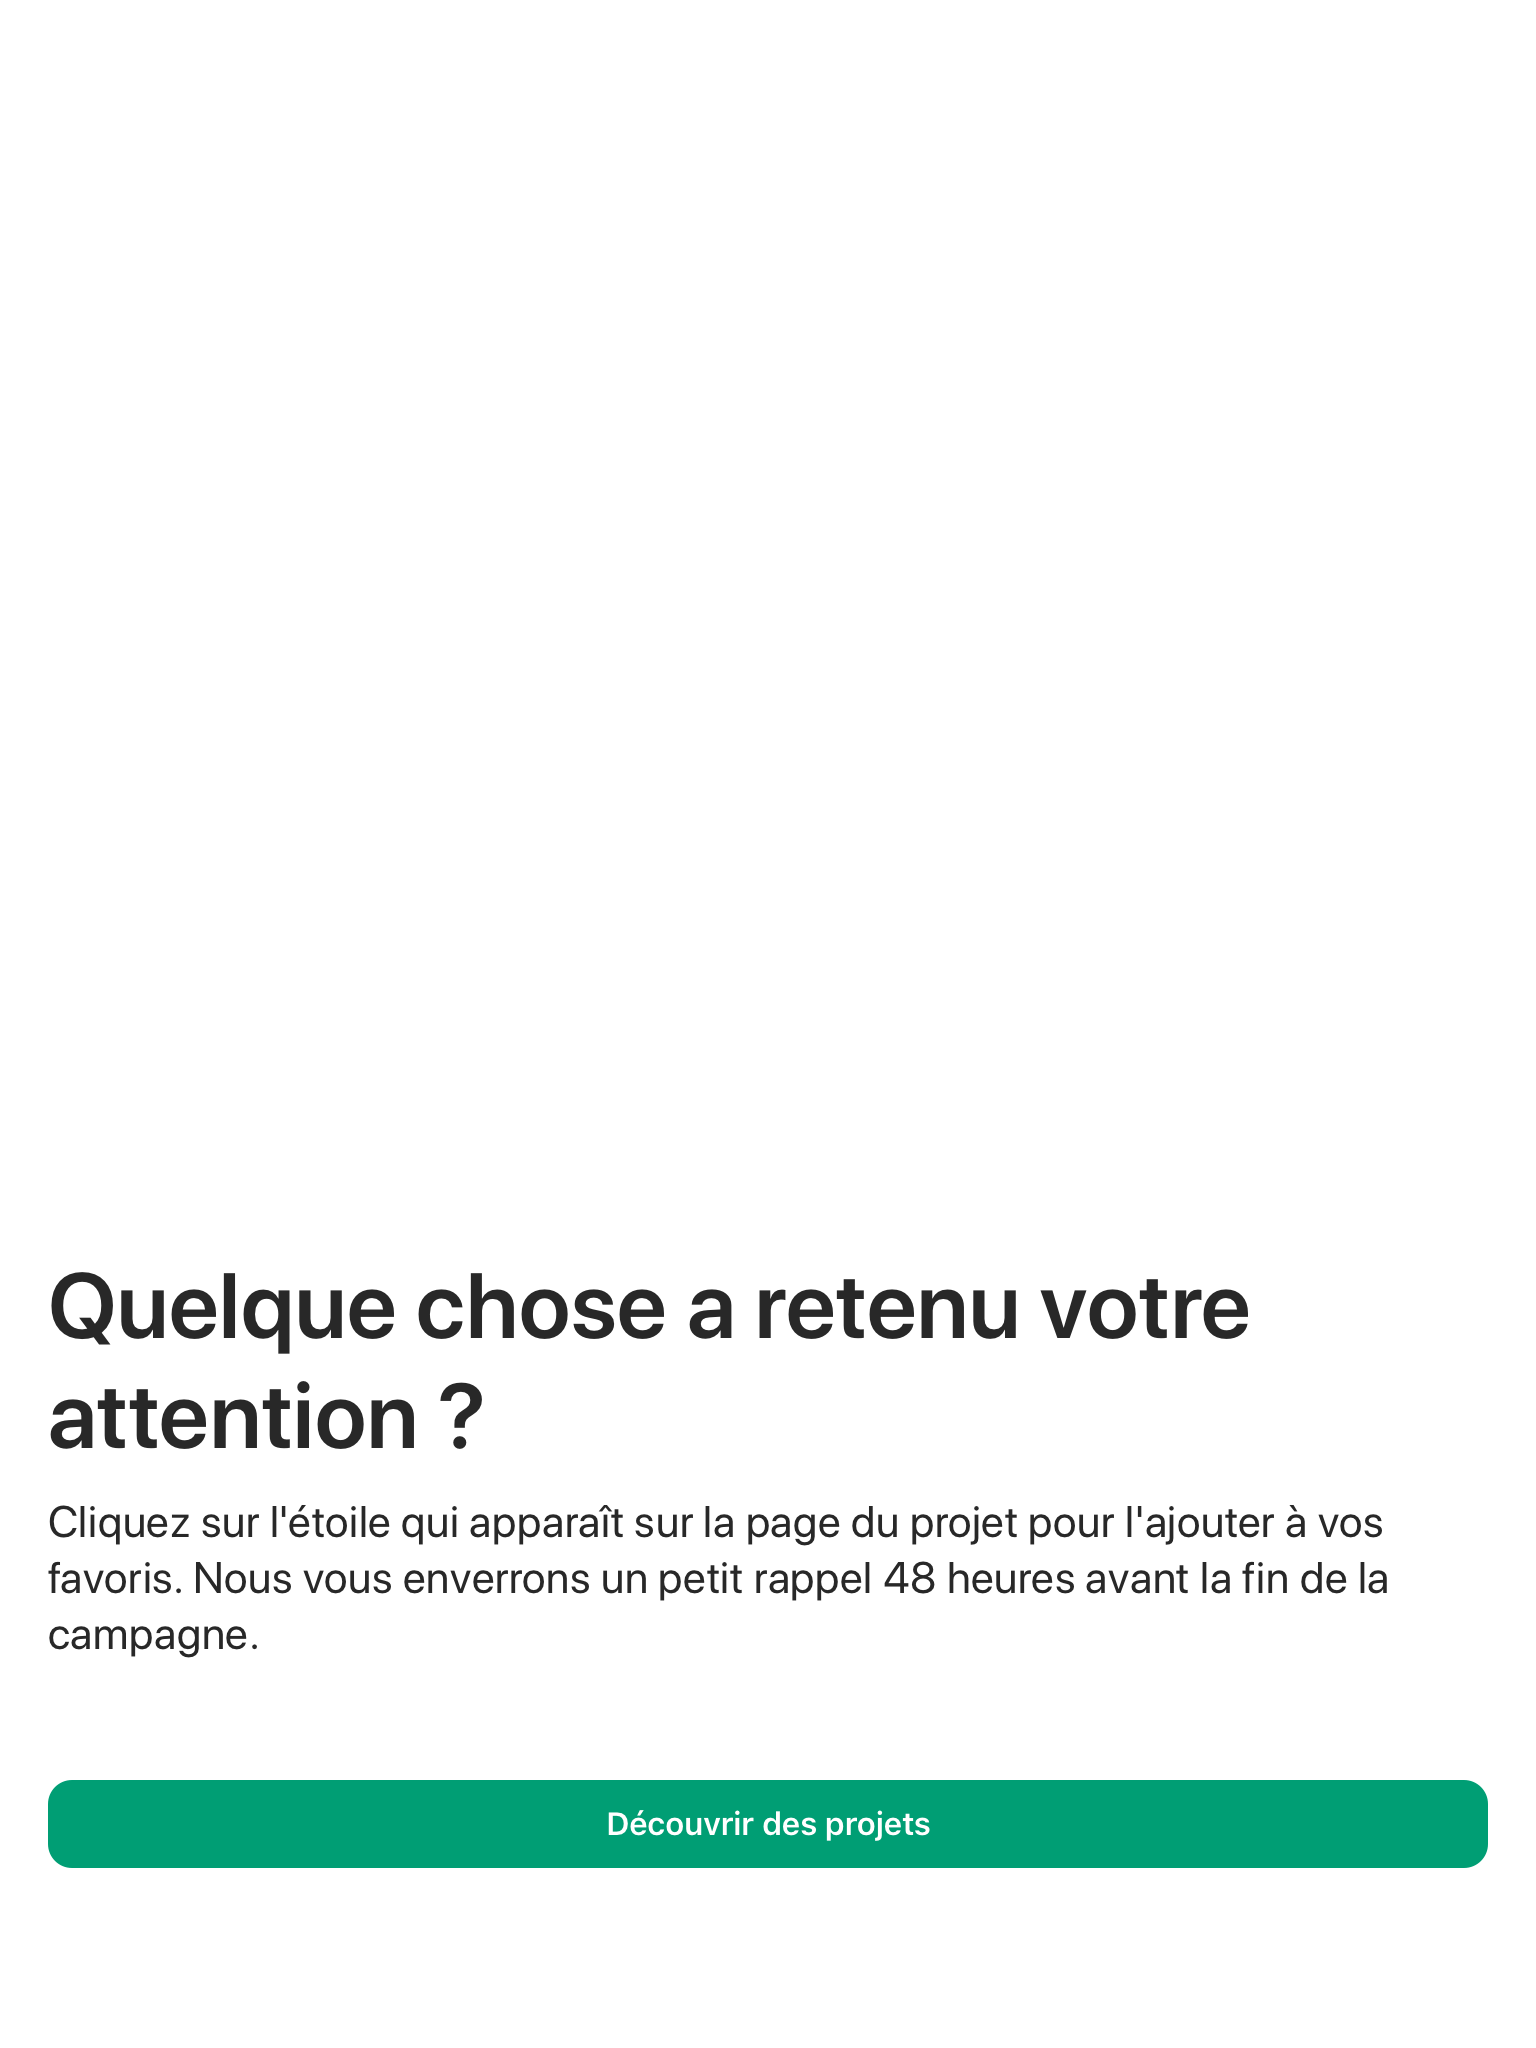 Quelque chose a retenu votre
attention ?
Cliquez sur l'étoile qui apparaît sur la page du projet pour l'ajouter à vos
favoris. Nous vous enverrons un petit rappel 48 heures avant la fin de la
campagne.
Découvrir des projets